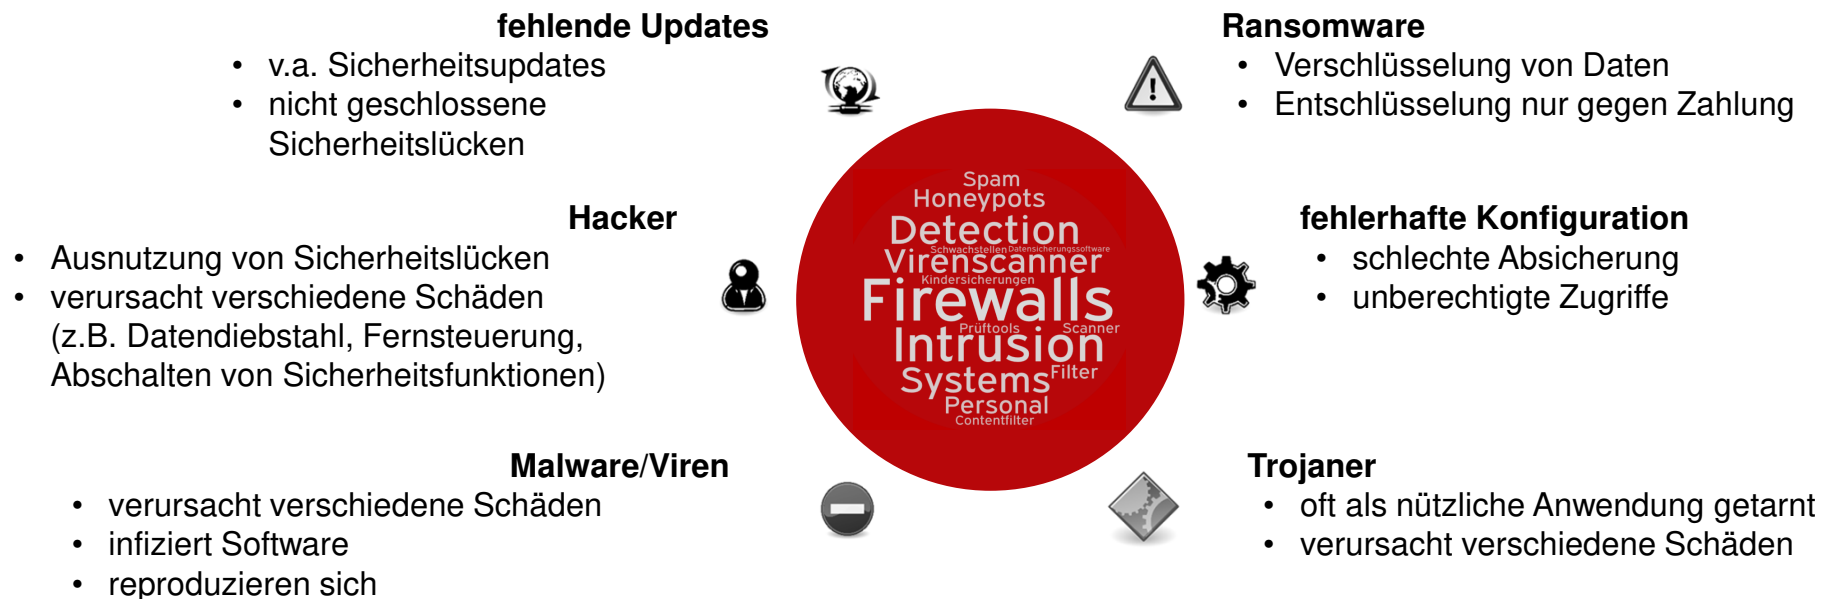 fehlende Updates
• v.a. Sicherheitsupdates
• nicht geschlossene
Sicherheitslücken
Hacker
• Ausnutzung von Sicherheitslücken
• verursacht verschiedene Schäden
(z.B. Datendiebstahl, Fernsteuerung,
Abschalten von Sicherheitsfunktionen)
Malware/Viren
• verursacht verschiedene Schäden
• infiziert Software
• reproduzieren sich
Spam
Honeypots
Detection
Schwachstellen Datensicherungssoftware
Virenscanner
Kindersicherungen
Firewalls
Prüftools Scanner
Intrusion
Systems Filter
Personal
Contentfilter
Ransomware
• Verschlüsselung von Daten
• Entschlüsselung nur gegen Zahlung
fehlerhafte Konfiguration
• schlechte Absicherung
• unberechtigte Zugriffe
Trojaner
• oft als nützliche Anwendung getarnt
• verursacht verschiedene Schäden